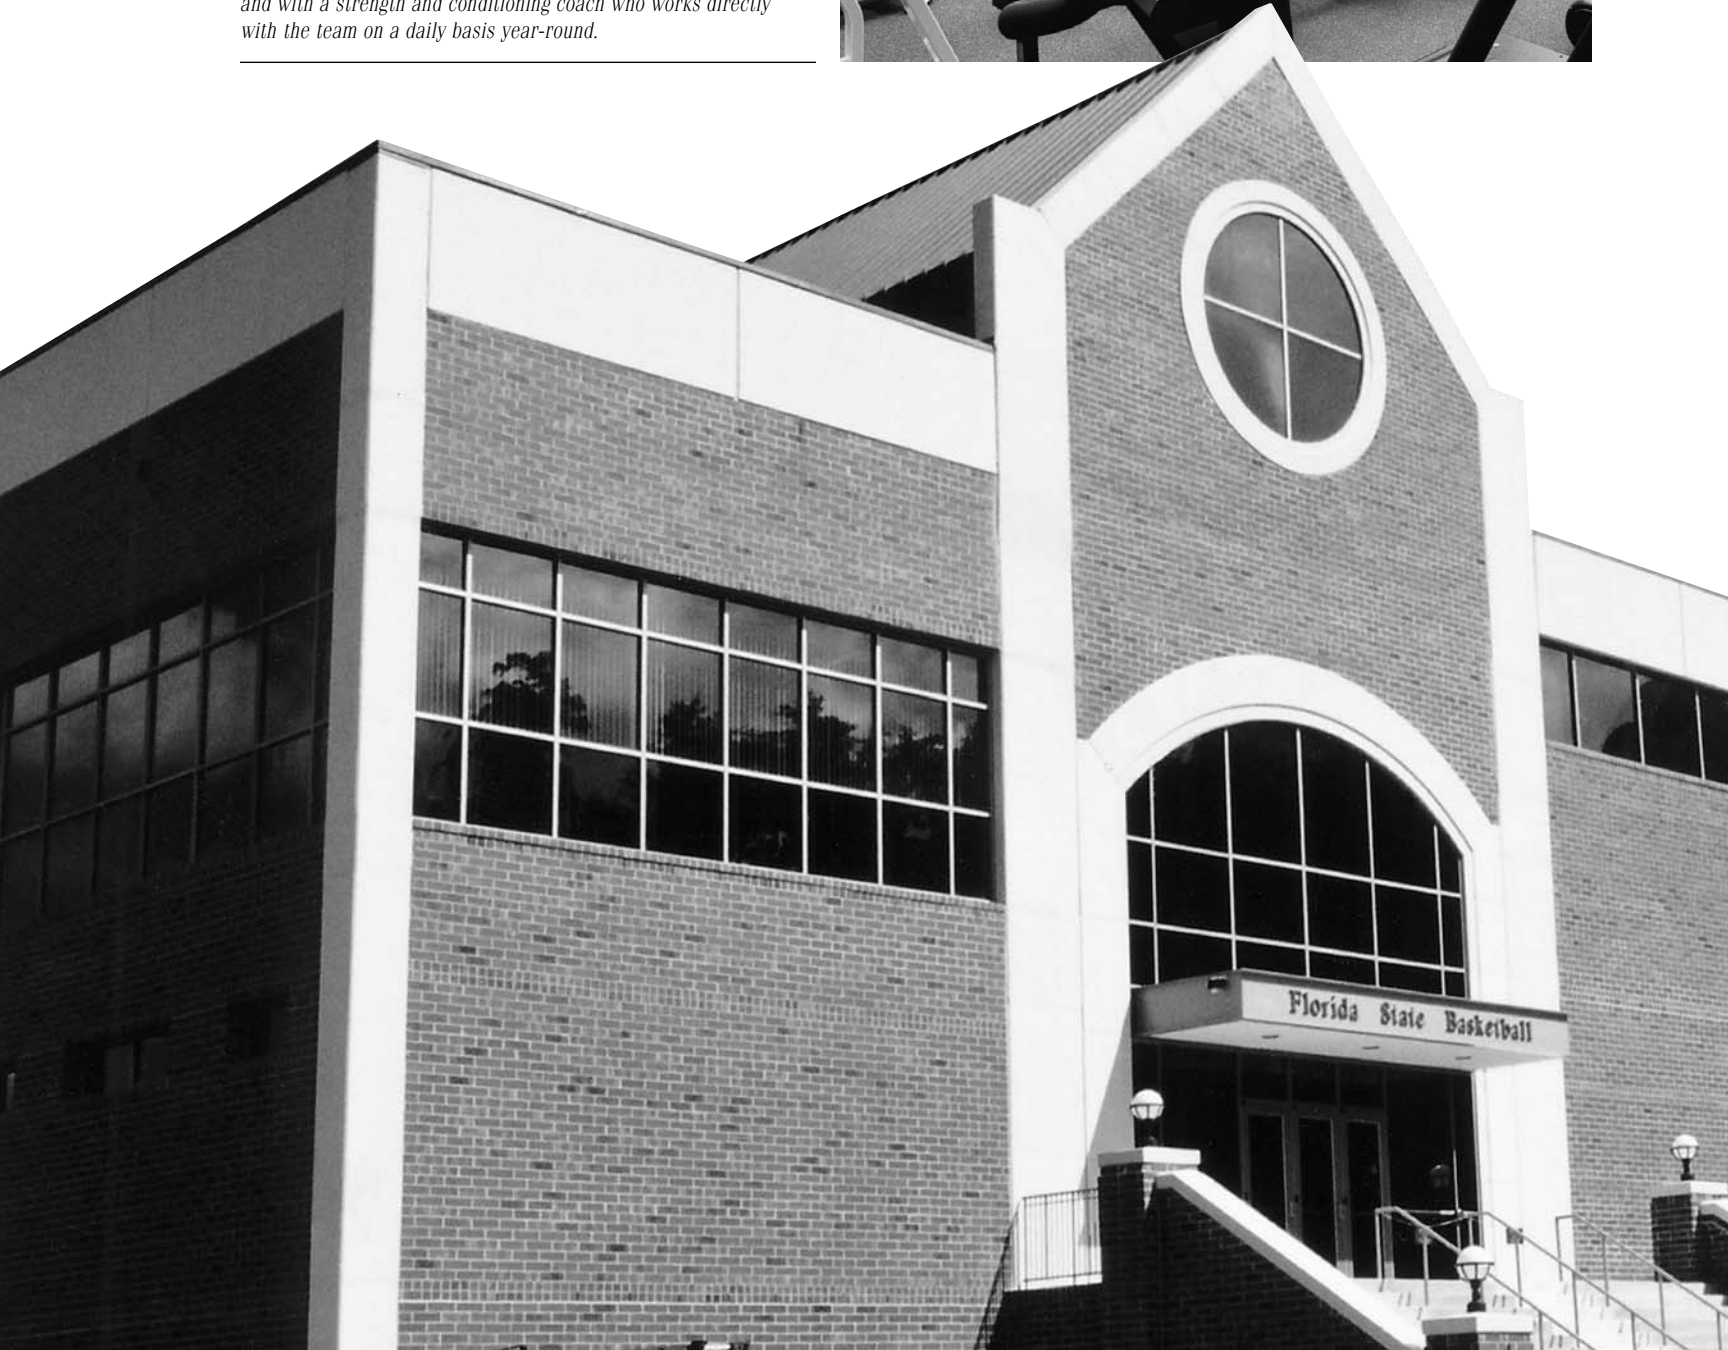 and with a strength and conditioning coach who works directly
with the team on a daily basis year-round.
Florida State Basketball